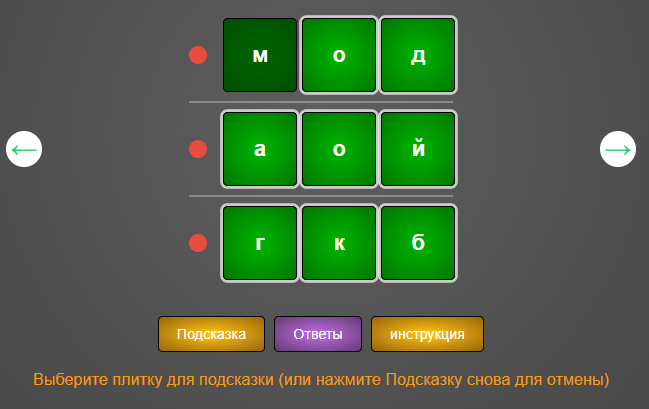 м о д
а о й
г к б
Подсказка Ответы инструкция
Выберите плитку для подсказки (или нажмите Подсказку снова для отмены)